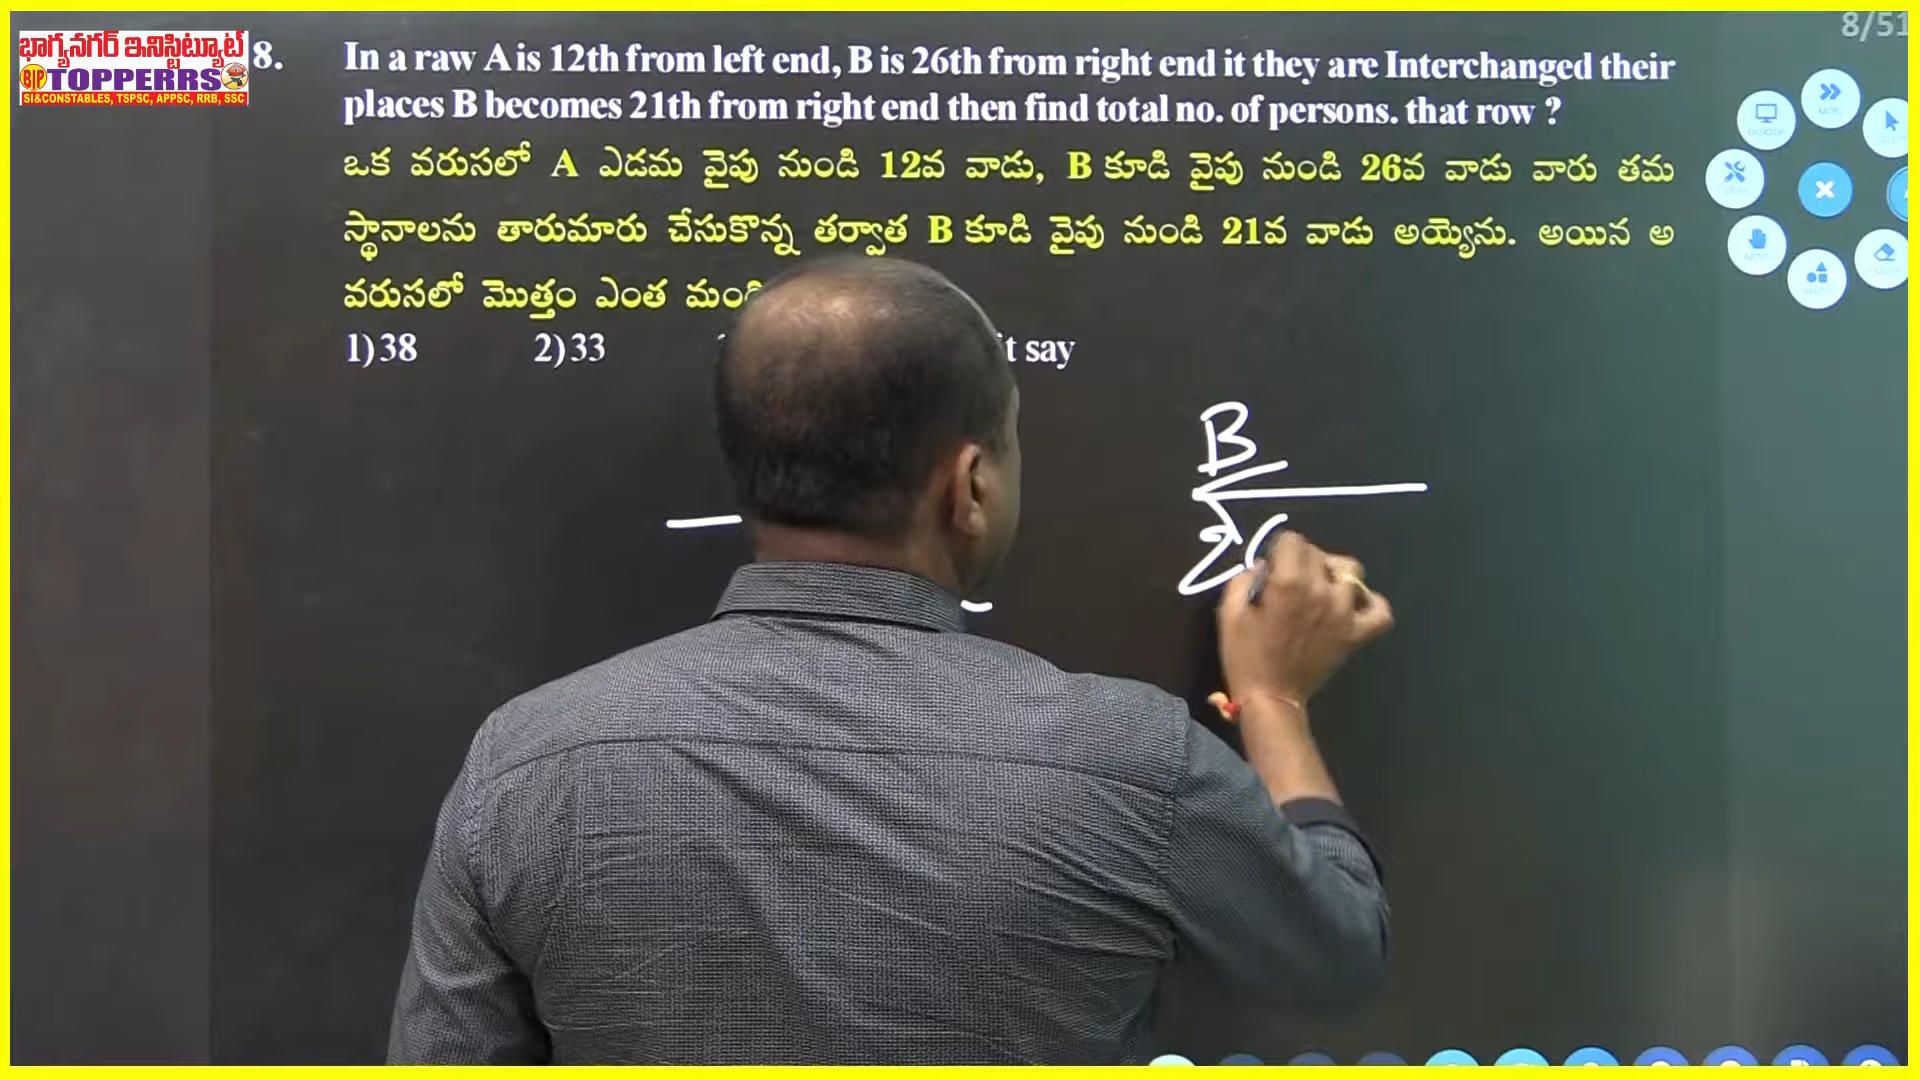 8/51
భాగ్యనగర్ ఇనిస్టిట్యూట్
BIP TOPPERRS
SI&CONSTABLES, TSPSC, APPSC, RRB, SSC
8. In a raw A is 12th from left end, B is 26th from right end it they are Interchanged their
places B becomes 21th from right end then find total no. of persons. that row ?
ఒక వరుసలో A ఎడమ వైపు నుండి 12వ వాడు, B కూడి వైపు నుండి 26వ వాడు వారు తమ
స్థానాలను తారుమారు చేసుకొన్న తర్వాత B కూడి వైపు నుండి 21వ వాడు అయ్యెను. అయిన అ
వరుసలో మొత్తం ఎంత
1) 38 2) 33 say
B
2